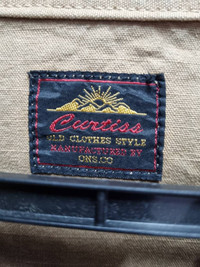 Curtiss
OLD CLOTHES STYLE
MANUFACTURED BY
ONS.CO